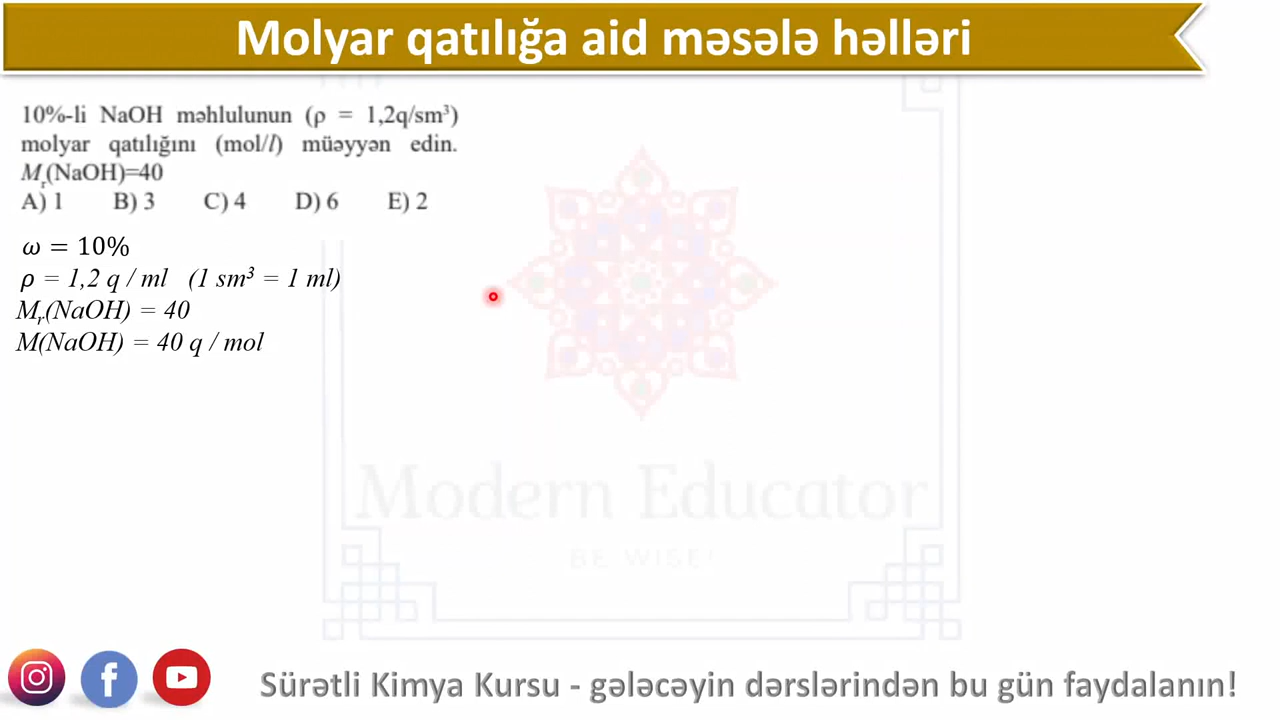 Molyar qatılığa aid məsələ həlləri
10%-li NaOH məhlulunun (ρ = 1,2q/sm³)
molyar qatılığını (mol/l) müəyyən edin.
Mᵣ(NaOH)=40
A) 1 B) 3 C) 4 D) 6 E) 2
ω = 10%
ρ = 1,2 q / ml (1 sm³ = 1 ml)
Mᵣ(NaOH) = 40
M(NaOH) = 40 q / mol
Modern Educator
BE WISE!
Sürətli Kimya Kursu - gələcəyin dərslərindən bu gün faydalanın!